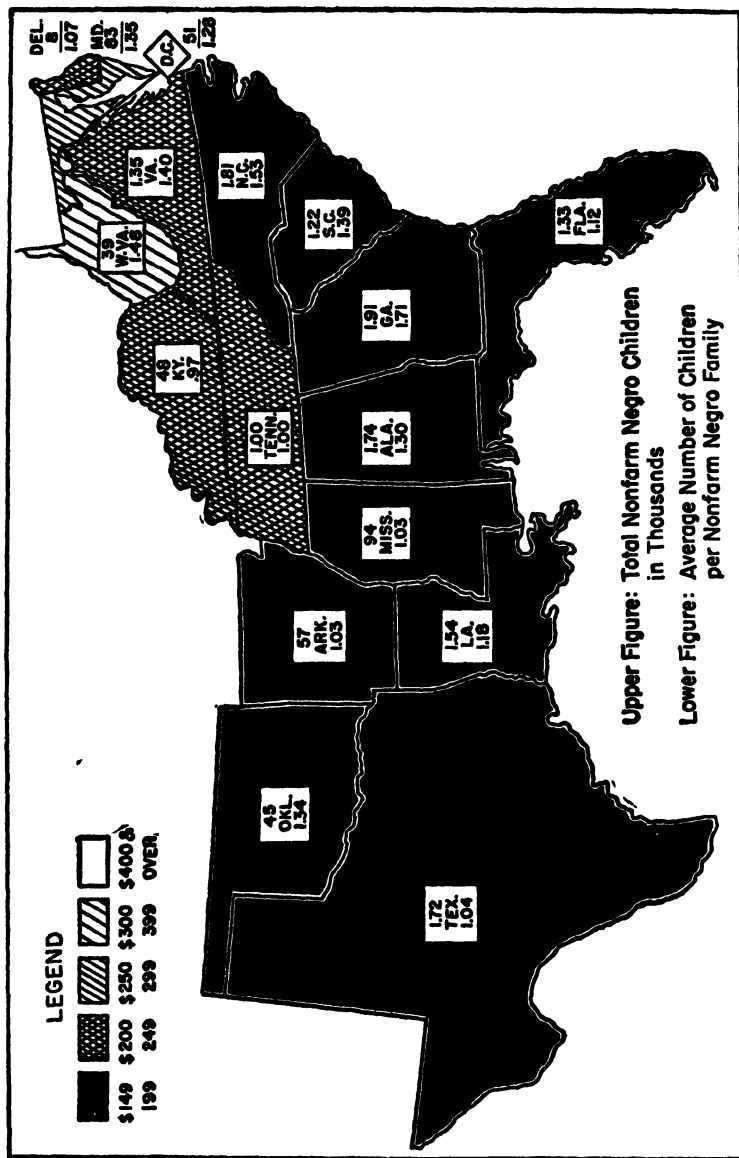 LEGEND
$149 $200 $250 $300 $400 &
199 249 299 399 OVER
DEL.
8
1.07
MD.
83
1.35
D.C.
51
1.28
39
W.VA.
1.48
1.35
VA.
1.40
48
KY.
.97
1.81
N.C.
1.53
1.00
TENN.
1.00
1.22
S.C.
1.39
45
OKL.
1.34
57
ARK.
1.03
94
MISS.
1.03
1.74
ALA.
1.30
1.91
GA.
1.71
1.72
TEX.
1.04
1.54
LA.
1.18
1.33
FLA.
1.12
Upper Figure: Total Nonfarm Negro Children
in Thousands
Lower Figure: Average Number of Children
per Nonfarm Negro Family